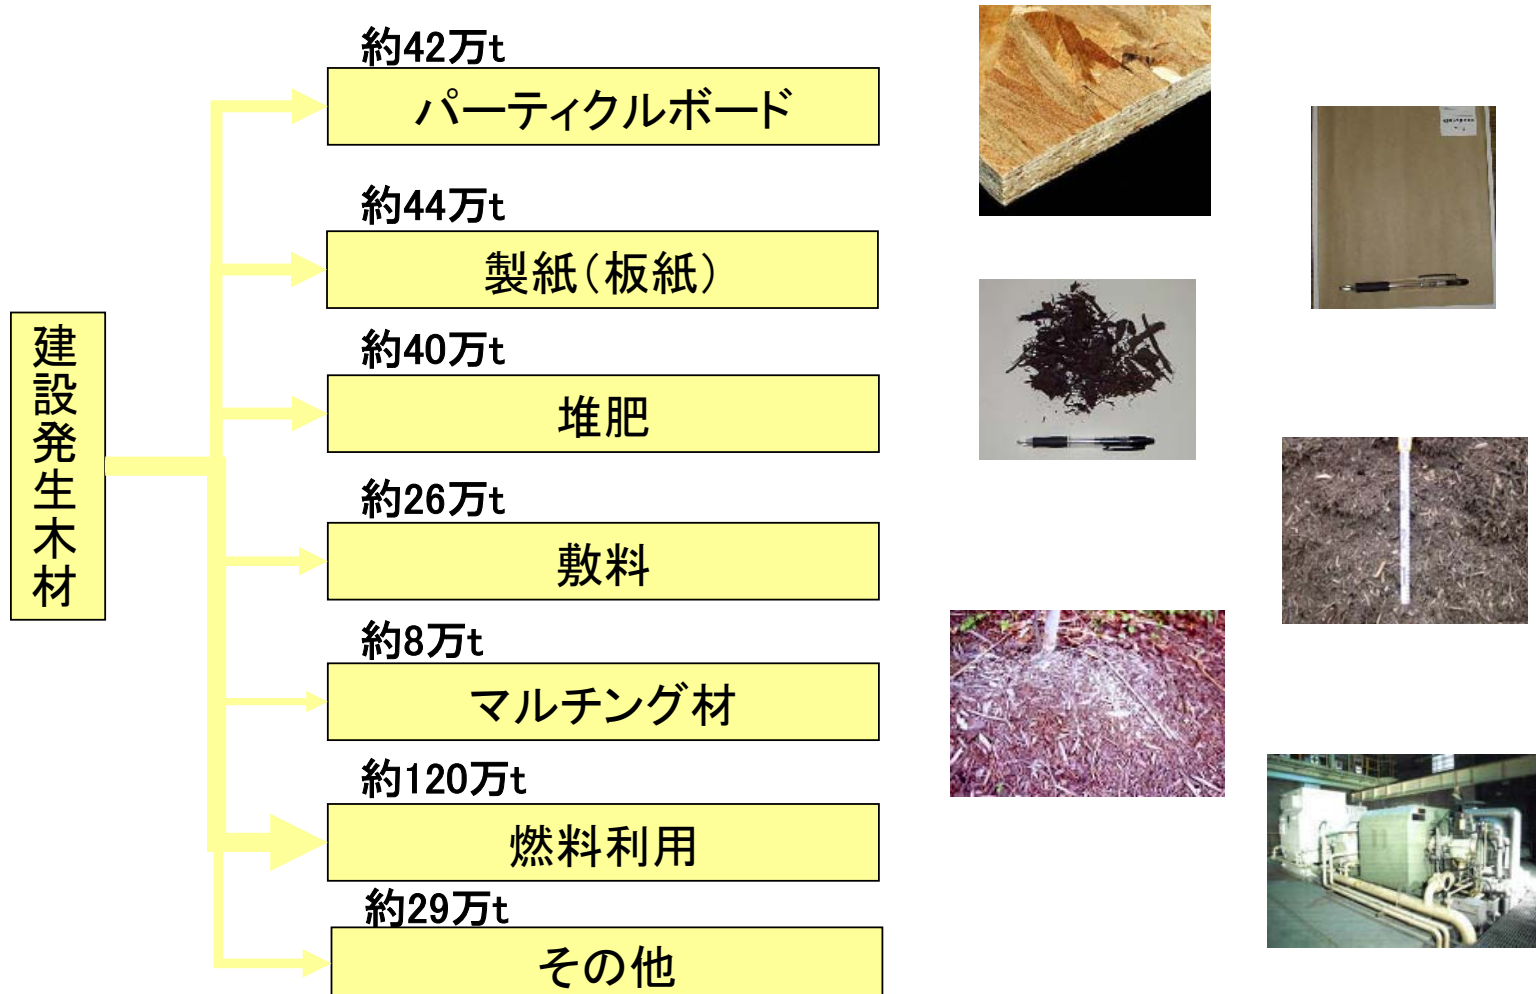 建設発生木材
約42万t
パーティクルボード
約44万t
製紙（板紙）
約40万t
堆肥
約26万t
敷料
約8万t
マルチング材
約120万t
燃料利用
約29万t
その他